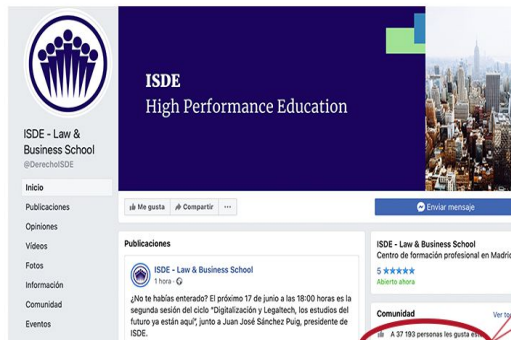 ISDE
High Performance Education
ISDE - Law &
Business School
@DerechoISDE
Inicio
Publicaciones
Opiniones
Vídeos
Fotos
Información
Comunidad
Eventos
Me gusta
Compartir
...
Enviar mensaje
Publicaciones
ISDE - Law & Business School
1 hora ·
¿No te habías enterado? El próximo 17 de junio a las 18:00 horas es la
segunda sesión del ciclo "Digitalización y Legaltech, los estudios del
futuro ya están aquí", junto a Juan José Sánchez Puig, presidente de
ISDE.
ISDE - Law & Business School
Centro de formación profesional en Madrid
5 ★★★★★
Abierto ahora
Comunidad
Ver to
A 37 193 personas les gusta est